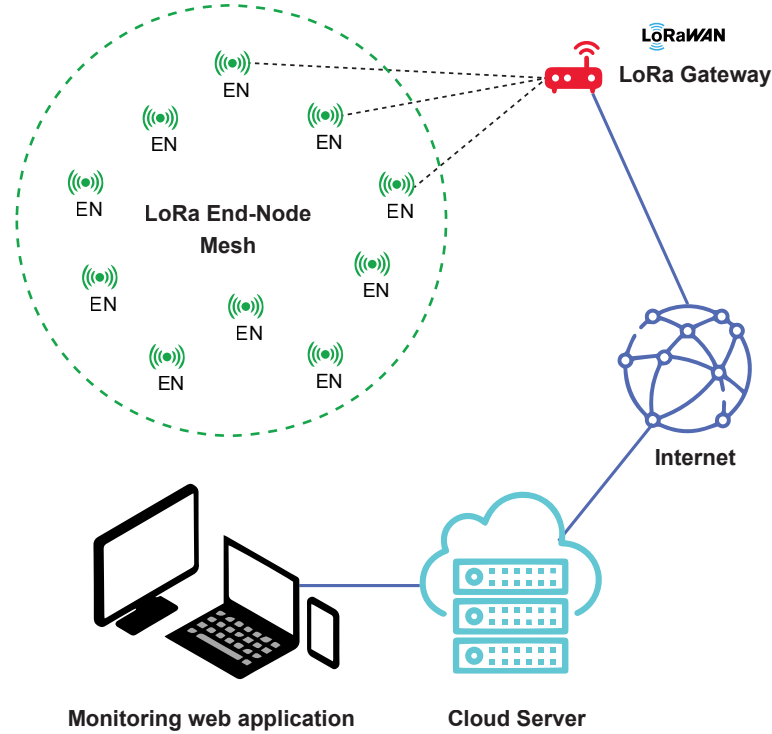 LoRaWAN
LoRa Gateway
EN
EN
EN
EN
EN
LoRa End-Node
Mesh
EN
EN
EN
EN
EN
Internet
Monitoring web application
Cloud Server